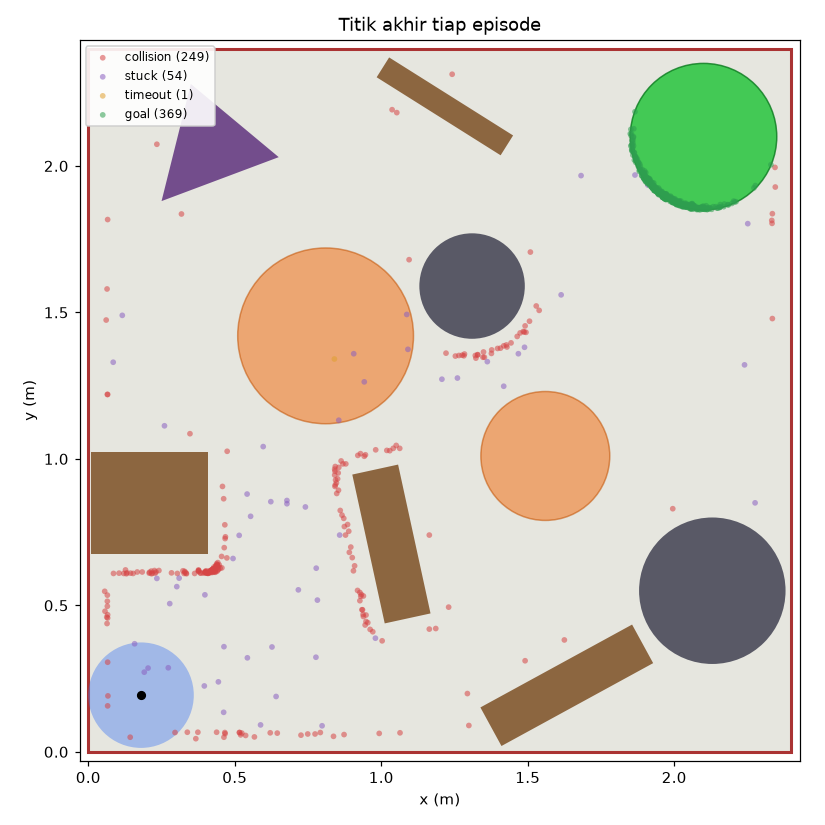 Titik akhir tiap episode
collision (249)
stuck (54)
timeout (1)
goal (369)
y (m)
2.0
1.5
1.0
0.5
0.0
0.0 0.5 1.0 1.5 2.0
x (m)